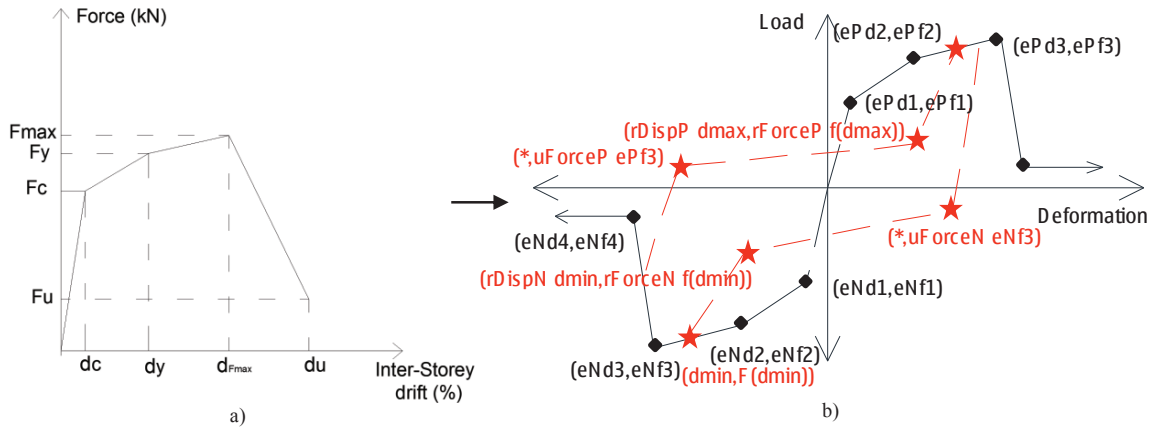 Force (kN)
Fmax
Fy
Fc
Fu
dc
dy
dFmax
du
Inter-Storey
drift (%)
a)
Load
(ePd2,ePf2)
(ePd3,ePf3)
(ePd1,ePf1)
(rDispP dmax,rForceP f(dmax))
(*,uForceP ePf3)
Deformation
(*,uForceN eNf3)
(eNd4,eNf4)
(rDispN dmin,rForceN f(dmin))
(eNd1,eNf1)
(eNd2,eNf2)
(eNd3,eNf3)
(dmin,F(dmin))
b)